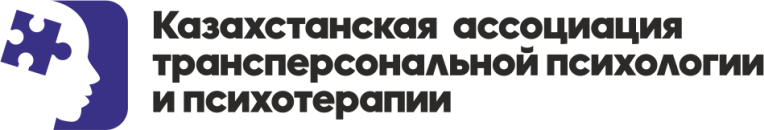 Казахстанская ассоциация
трансперсональной психологии
и психотерапии